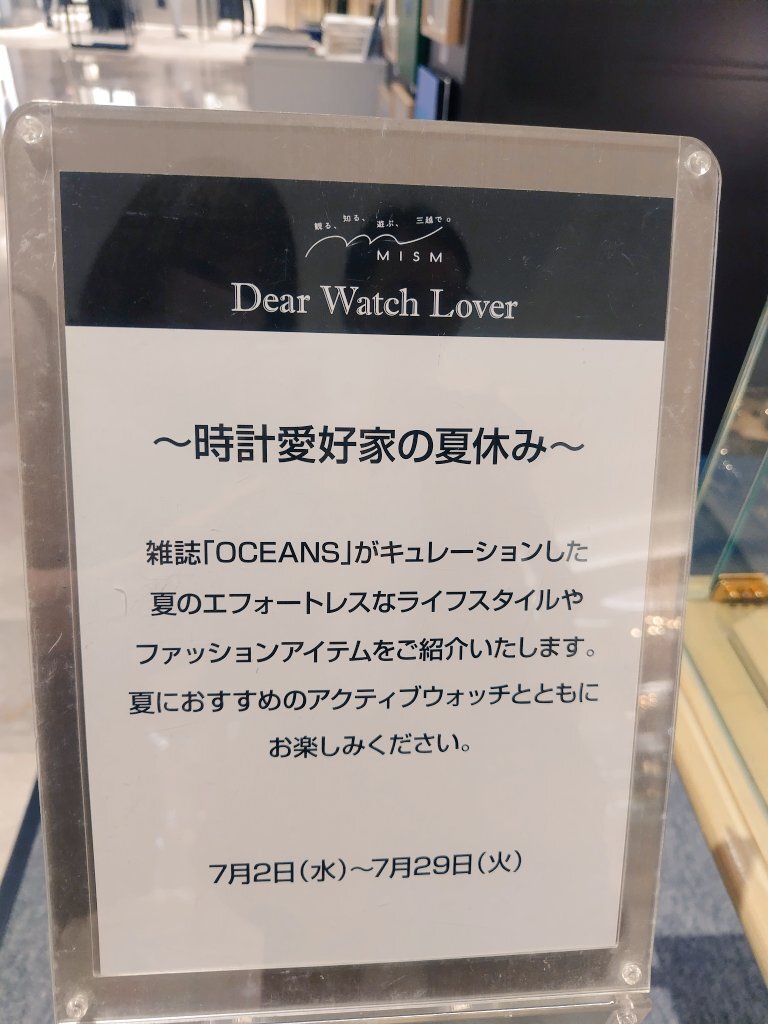 観る、知る、遊ぶ、三越で。
MISM
Dear Watch Lover
〜時計愛好家の夏休み〜
雑誌「OCEANS」がキュレーションした
夏のエフォートレスなライフスタイルや
ファッションアイテムをご紹介いたします。
夏におすすめのアクティブウォッチとともに
お楽しみください。
7月2日(水)〜7月29日(火)